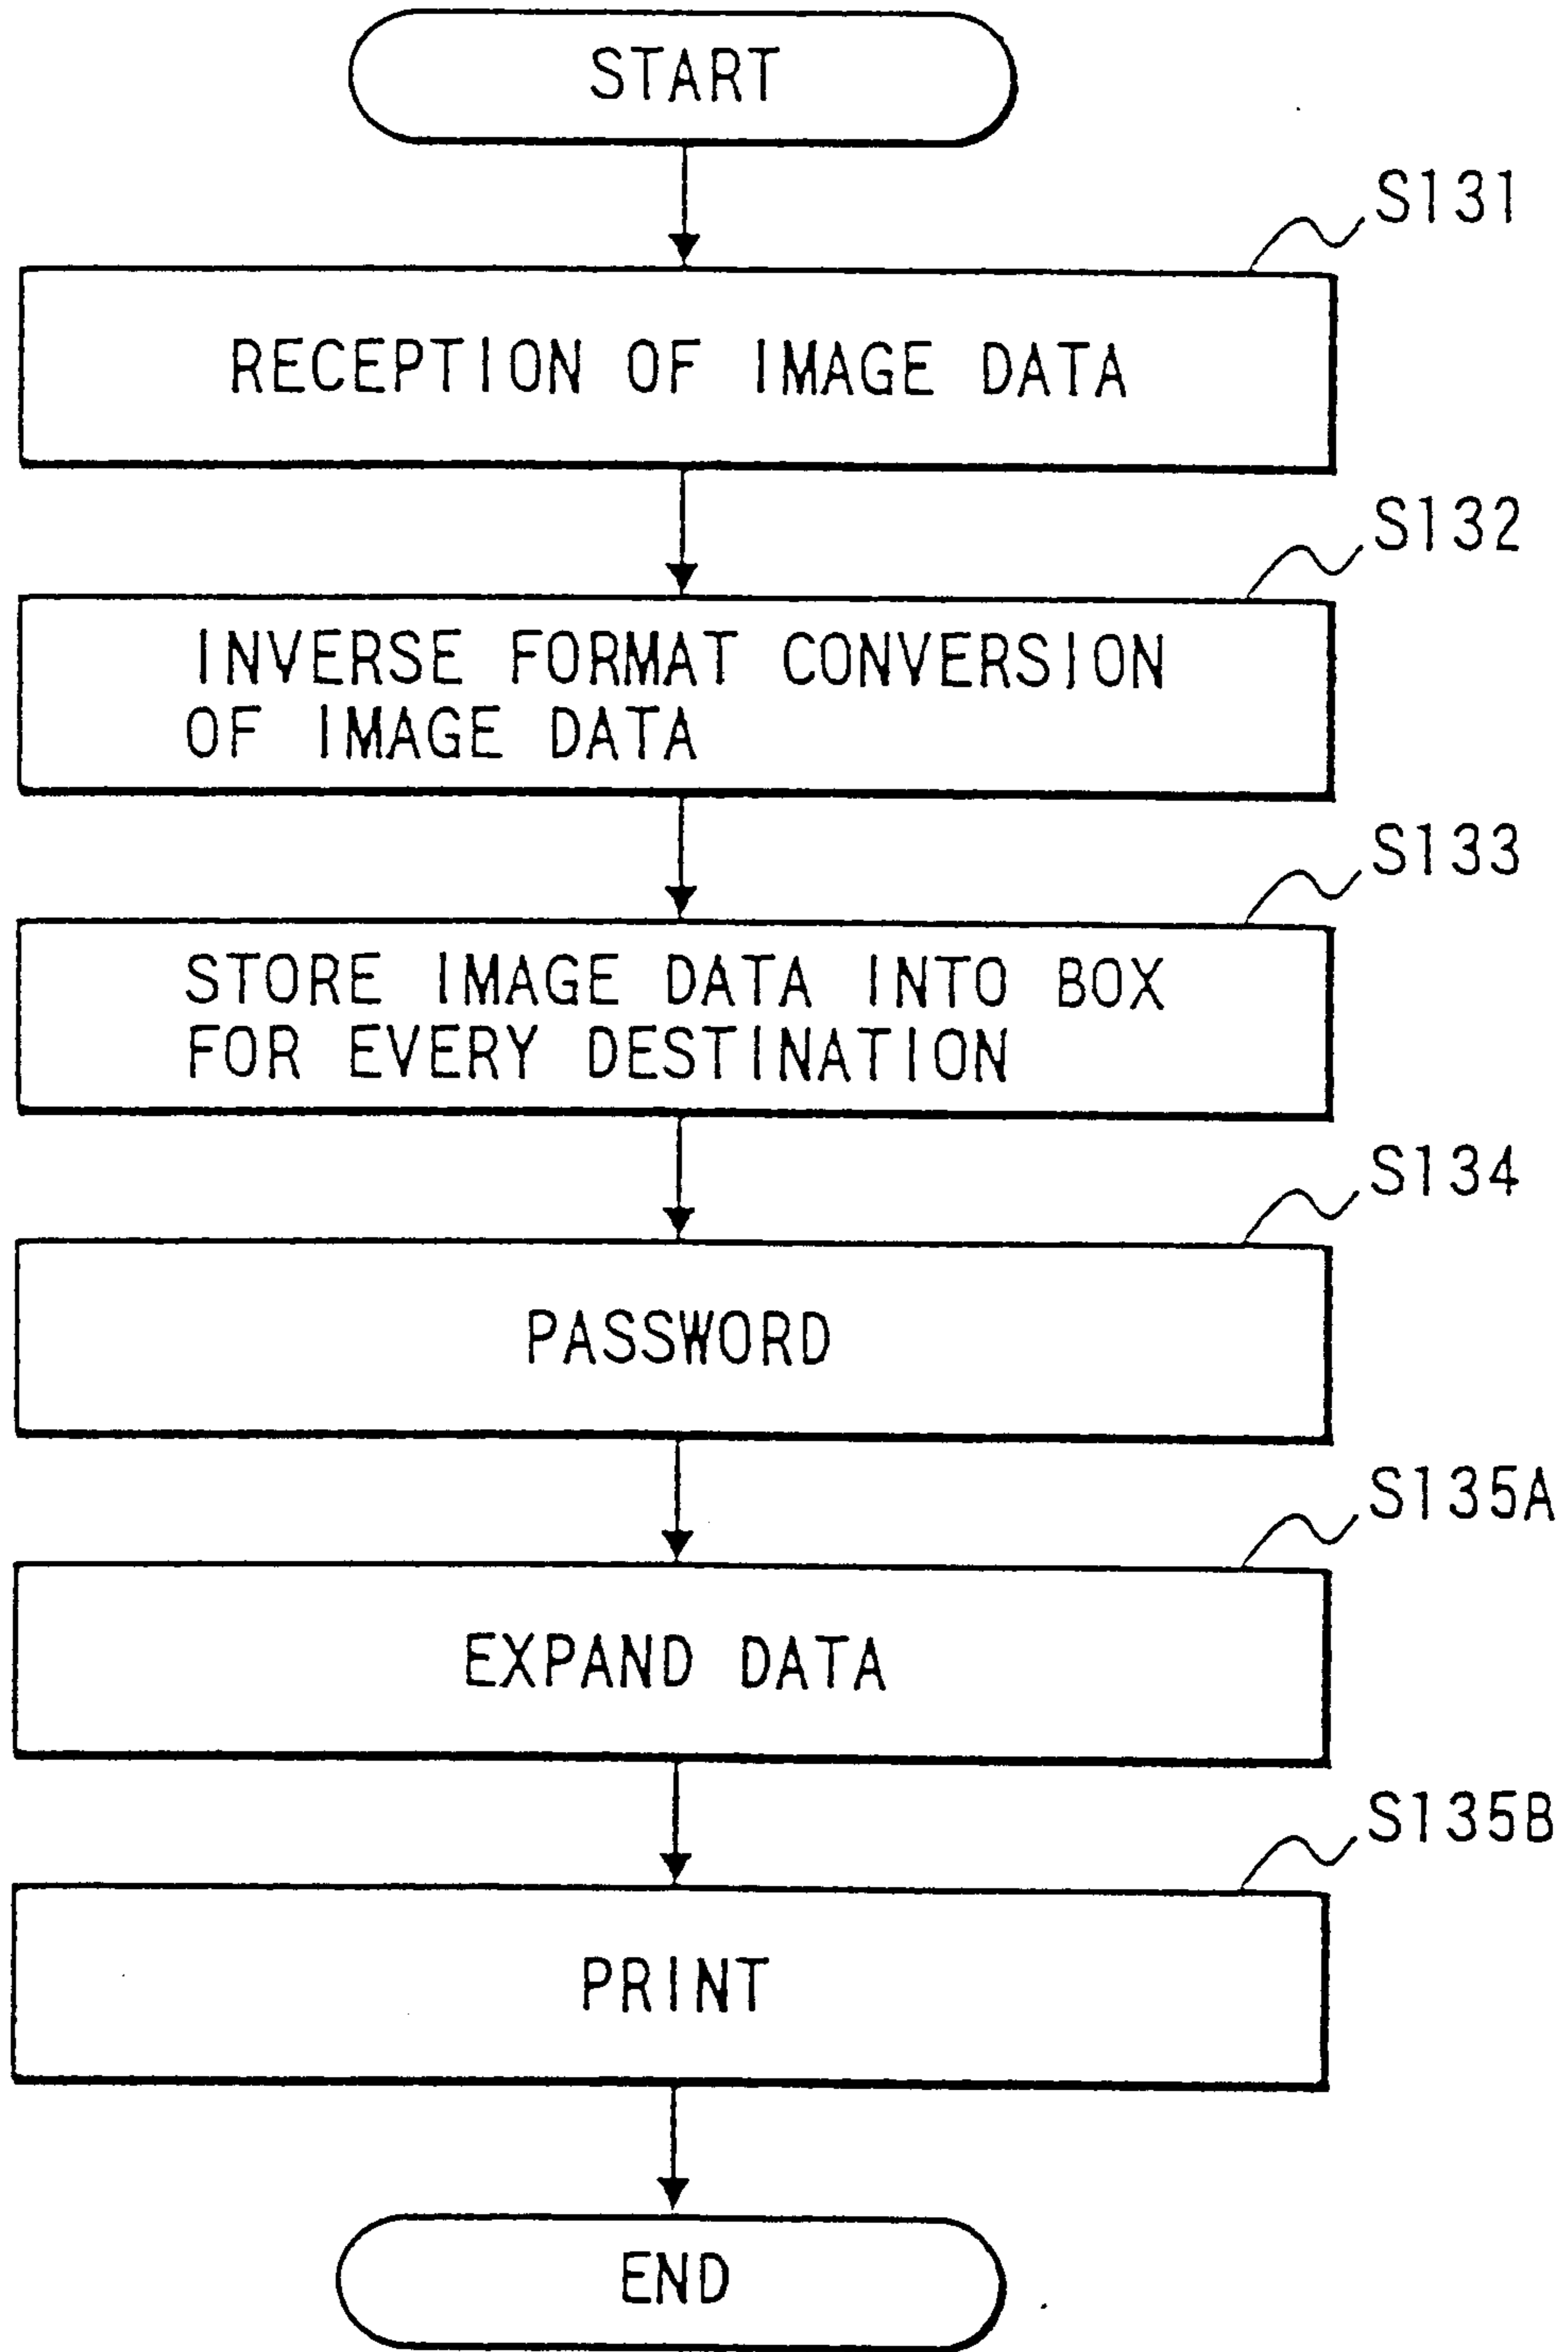 START
S131
RECEPTION OF IMAGE DATA
S132
INVERSE FORMAT CONVERSION
OF IMAGE DATA
S133
STORE IMAGE DATA INTO BOX
FOR EVERY DESTINATION
S134
PASSWORD
S135A
EXPAND DATA
S135B
PRINT
END